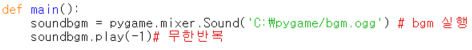 def main():
    soundbgm = pygame.mixer.Sound('C:₩pygame/bgm.ogg') # bgm 실행
    soundbgm.play(-1)# 무한반복